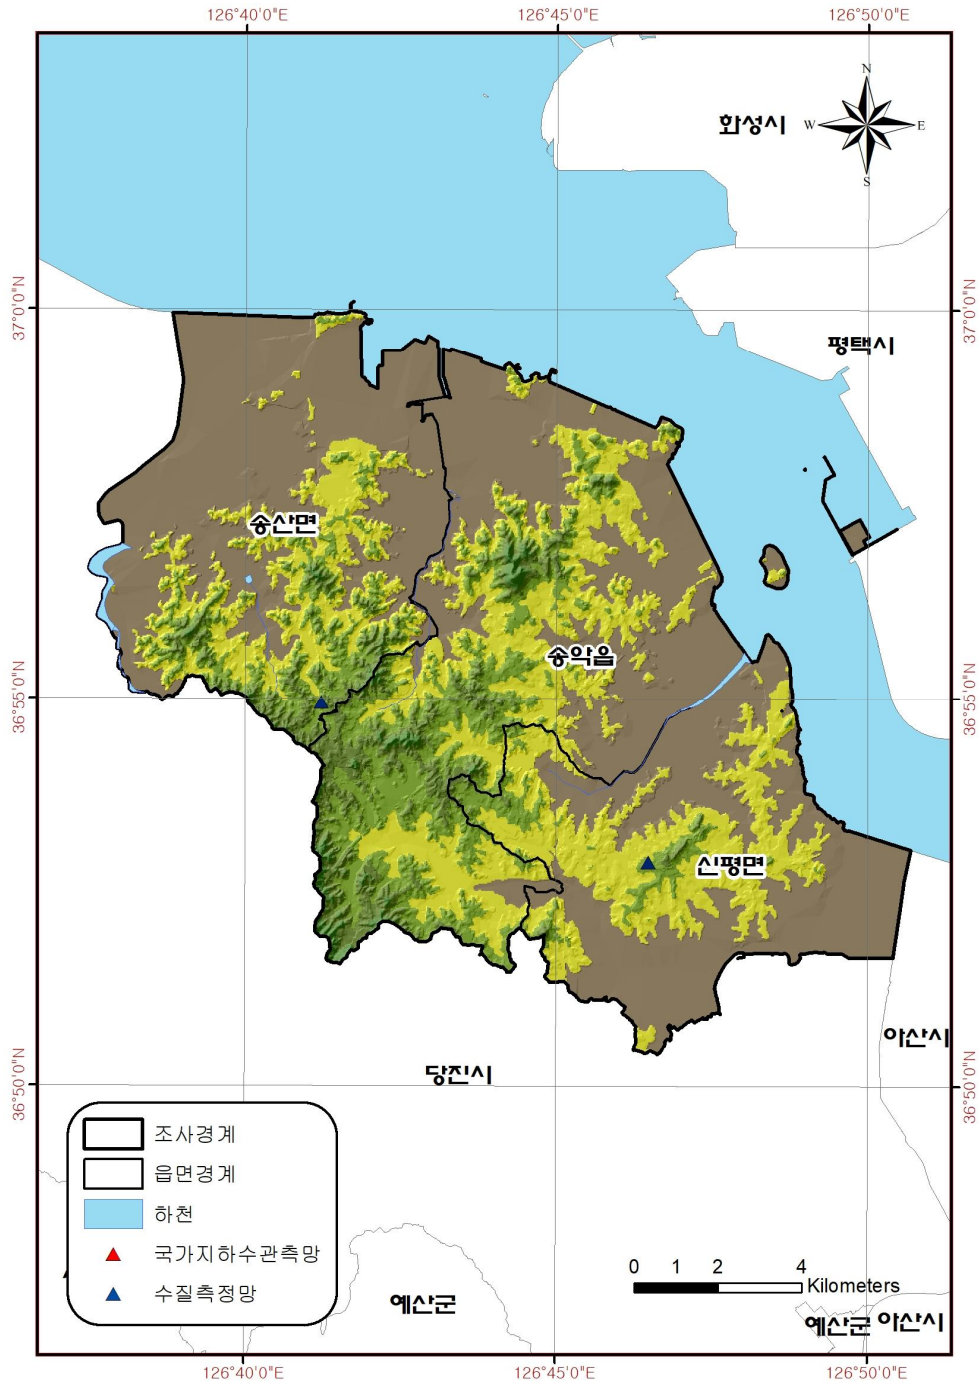 126°40'0"E
126°45'0"E
126°50'0"E
N
W
E
S
화성시
37°0'0"N
37°0'0"N
평택시
송산면
송악읍
36°55'0"N
36°55'0"N
신평면
아산시
당진시
36°50'0"N
36°50'0"N
조사경계
읍면경계
하천
국가지하수관측망
수질측정망
0 1 2 4
Kilometers
예산군
예산군
아산시
126°40'0"E
126°45'0"E
126°50'0"E